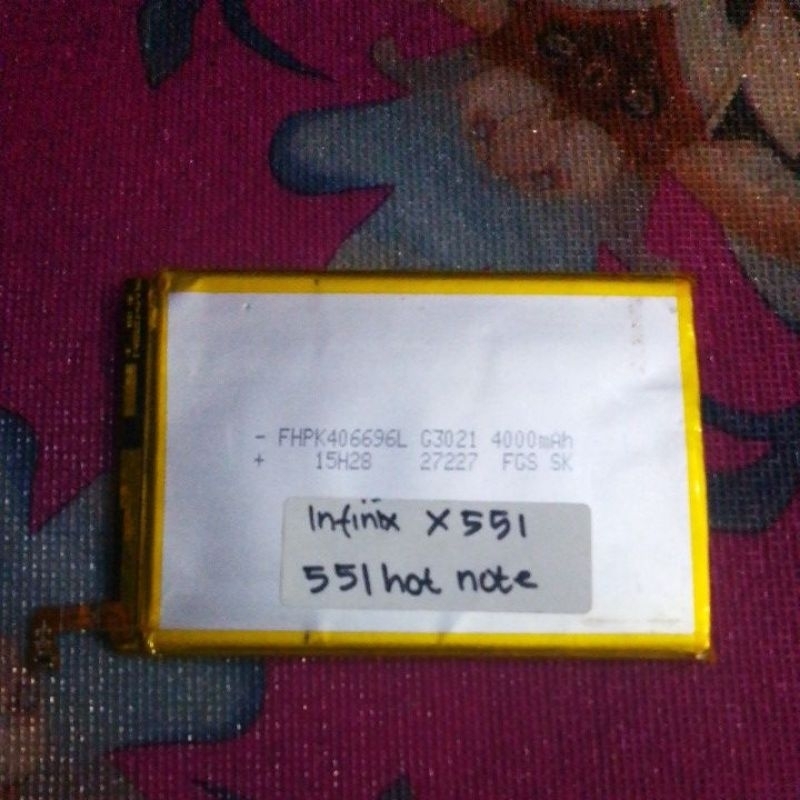 - FHPK406696L G3021 4000mAh
+ 15H28 27227 FGS SK
Infinix X551
551 hot note